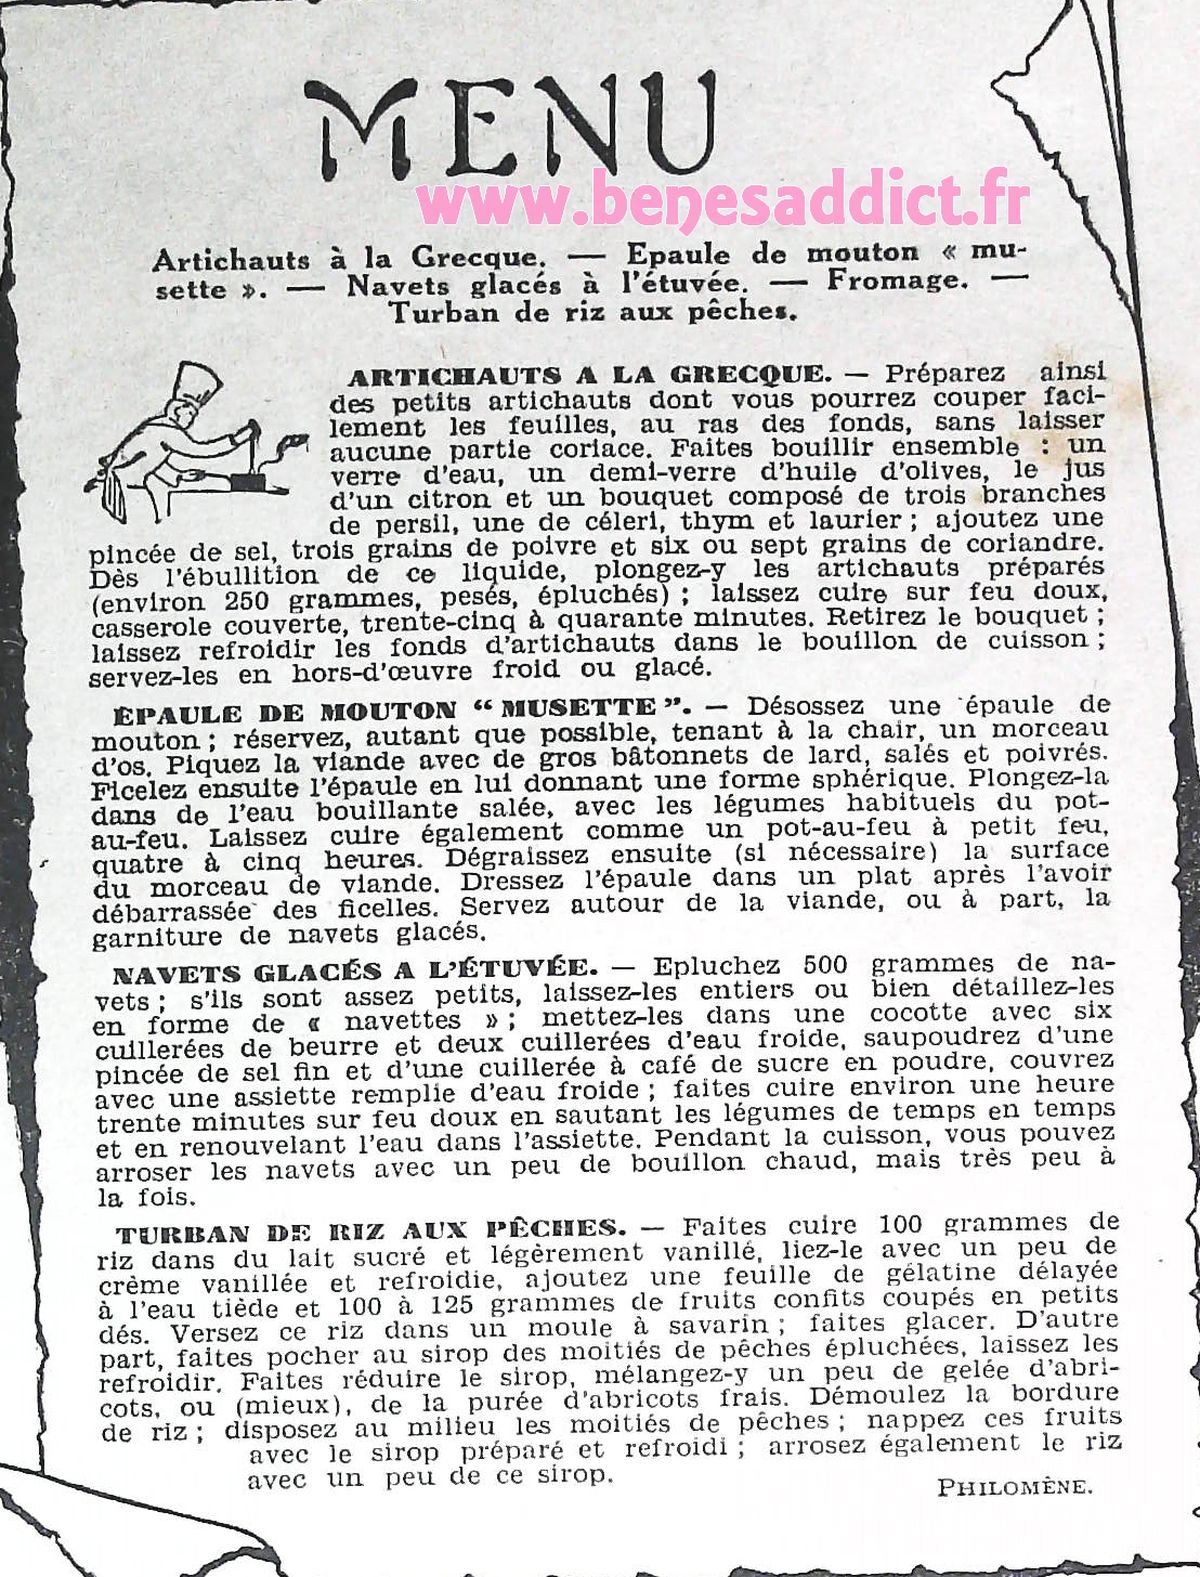 MENU
www.benesaddict.fr
Artichauts à la Grecque. — Epaule de mouton « mu-
sette ». — Navets glacés à l'étuvée. — Fromage. —
Turban de riz aux pêches.
ARTICHAUTS A LA GRECQUE. — Préparez ainsi
des petits artichauts dont vous pourrez couper faci-
lement les feuilles, au ras des fonds, sans laisser
aucune partie coriace. Faites bouillir ensemble : un
verre d'eau, un demi-verre d'huile d'olives, le jus
d'un citron et un bouquet composé de trois branches
de persil, une de céleri, thym et laurier ; ajoutez une
pincée de sel, trois grains de poivre et six ou sept grains de coriandre.
Dès l'ébullition de ce liquide, plongez-y les artichauts préparés
(environ 250 grammes, pesés, épluchés) ; laissez cuire sur feu doux,
casserole couverte, trente-cinq à quarante minutes. Retirez le bouquet ;
laissez refroidir les fonds d'artichauts dans le bouillon de cuisson ;
servez-les en hors-d'œuvre froid ou glacé.
ÉPAULE DE MOUTON “ MUSETTE ”. — Désossez une épaule de
mouton ; réservez, autant que possible, tenant à la chair, un morceau
d'os. Piquez la viande avec de gros bâtonnets de lard, salés et poivrés.
Ficelez ensuite l'épaule en lui donnant une forme sphérique. Plongez-la
dans de l'eau bouillante salée, avec les légumes habituels du pot-
au-feu. Laissez cuire également comme un pot-au-feu à petit feu,
quatre à cinq heures. Dégraissez ensuite (si nécessaire) la surface
du morceau de viande. Dressez l'épaule dans un plat après l'avoir
débarrassée des ficelles. Servez autour de la viande, ou à part, la
garniture de navets glacés.
NAVETS GLACÉS A L'ÉTUVÉE. — Epluchez 500 grammes de na-
vets ; s'ils sont assez petits, laissez-les entiers ou bien détaillez-les
en forme de « navettes » ; mettez-les dans une cocotte avec six
cuillerées de beurre et deux cuillerées d'eau froide, saupoudrez d'une
pincée de sel fin et d'une cuillerée à café de sucre en poudre, couvrez
avec une assiette remplie d'eau froide ; faites cuire environ une heure
trente minutes sur feu doux en sautant les légumes de temps en temps
et en renouvelant l'eau dans l'assiette. Pendant la cuisson, vous pouvez
arroser les navets avec un peu de bouillon chaud, mais très peu à
la fois.
TURBAN DE RIZ AUX PÊCHES. — Faites cuire 100 grammes de
riz dans du lait sucré et légèrement vanillé, liez-le avec un peu de
crème vanillée et refroidie, ajoutez une feuille de gélatine délayée
à l'eau tiède et 100 à 125 grammes de fruits confits coupés en petits
dés. Versez ce riz dans un moule à savarin ; faites glacer. D'autre
part, faites pocher au sirop des moitiés de pêches épluchées, laissez les
refroidir. Faites réduire le sirop, mélangez-y un peu de gelée d'abri-
cots, ou (mieux), de la purée d'abricots frais. Démoulez la bordure
de riz ; disposez au milieu les moitiés de pêches ; nappez ces fruits
avec le sirop préparé et refroidi ; arrosez également le riz
avec un peu de ce sirop.
PHILOMÈNE.